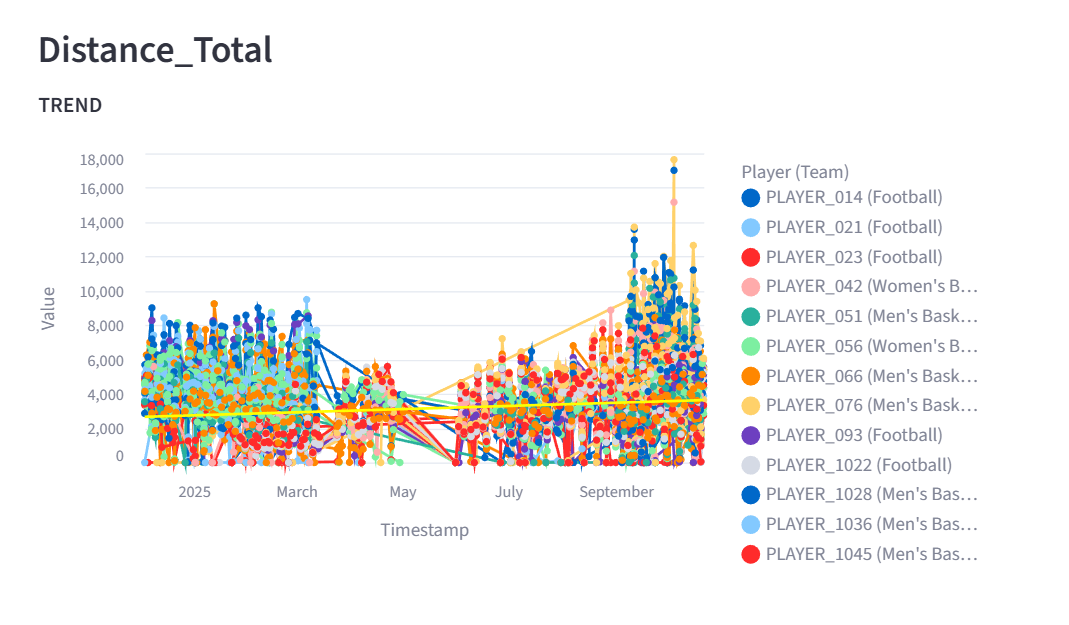 Distance_Total
TREND
18,000
16,000
14,000
12,000
10,000
8,000
6,000
4,000
2,000
0
Value
2025
March
May
July
September
Timestamp
Player (Team)
PLAYER_014 (Football)
PLAYER_021 (Football)
PLAYER_023 (Football)
PLAYER_042 (Women's B…
PLAYER_051 (Men's Bask…
PLAYER_056 (Women's B…
PLAYER_066 (Men's Bask…
PLAYER_076 (Men's Bask…
PLAYER_093 (Football)
PLAYER_1022 (Football)
PLAYER_1028 (Men's Bas…
PLAYER_1036 (Men's Bas…
PLAYER_1045 (Men's Bas…